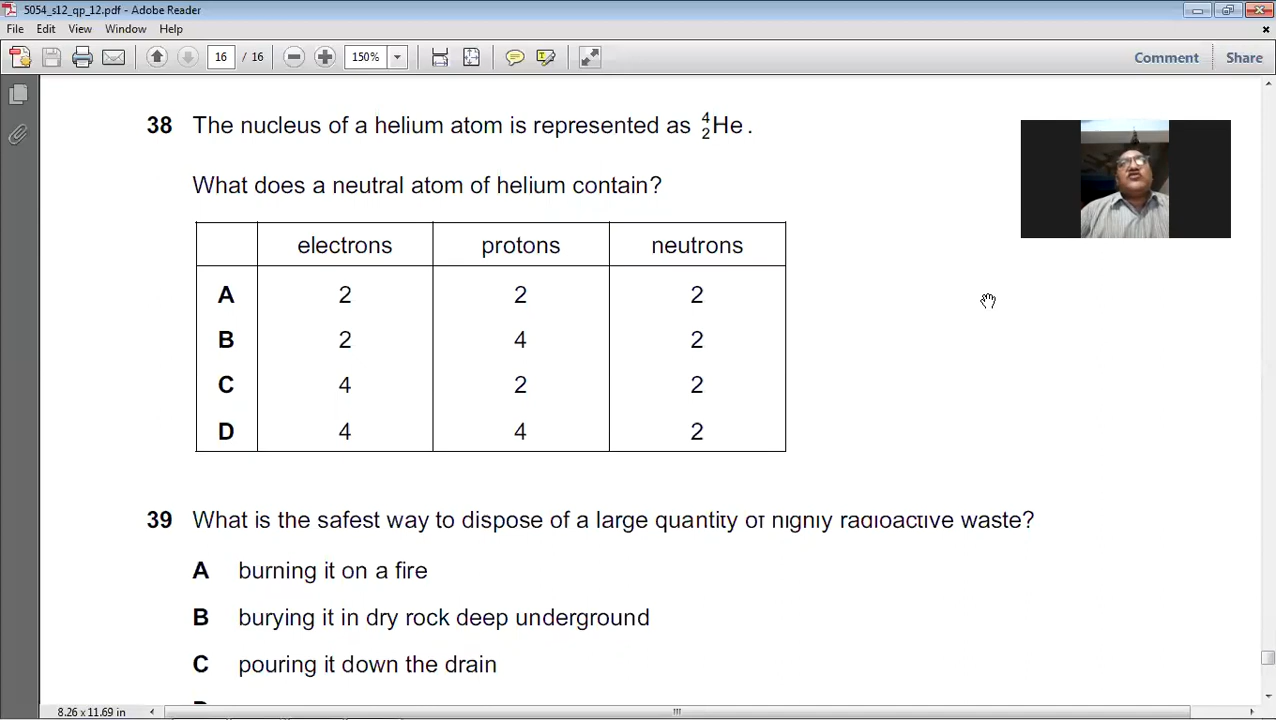 5054_s12_qp_12.pdf - Adobe Reader
File Edit View Window Help
16 / 16 150% Comment Share
38 The nucleus of a helium atom is represented as ⁴₂He .
What does a neutral atom of helium contain?
electrons protons neutrons
A 2 2 2
B 2 4 2
C 4 2 2
D 4 4 2
39 What is the safest way to dispose of a large quantity of highly radioactive waste?
A burning it on a fire
B burying it in dry rock deep underground
C pouring it down the drain
8.26 x 11.69 in